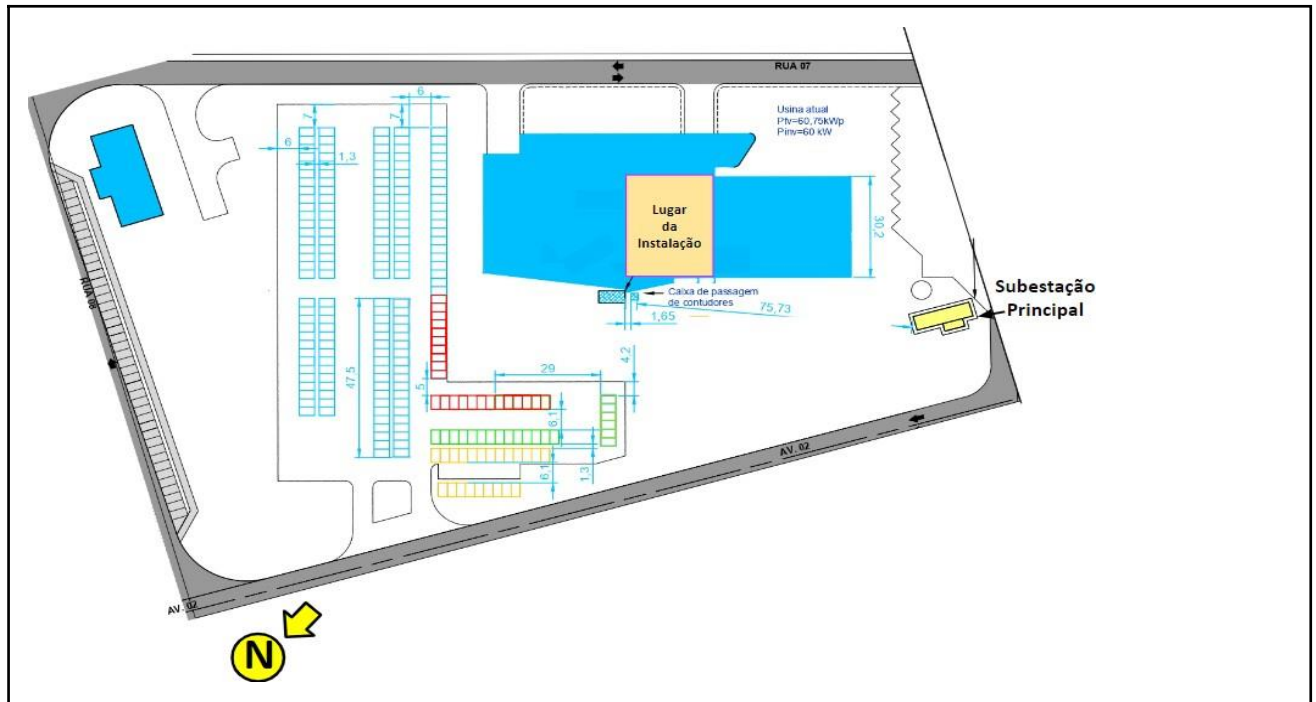 RUA 07
Usina atual
Pfv=60,75kWp
Pinv=60 kW
6
7
7
6
1,3
Lugar
da
Instalação
30,2
Caixa de passagem
de contudores
75,73
1,65
Subestação
Principal
RUA 08
47,5
5
29
4,2
6,1
1,3
6,1
AV. 02
AV. 02
N